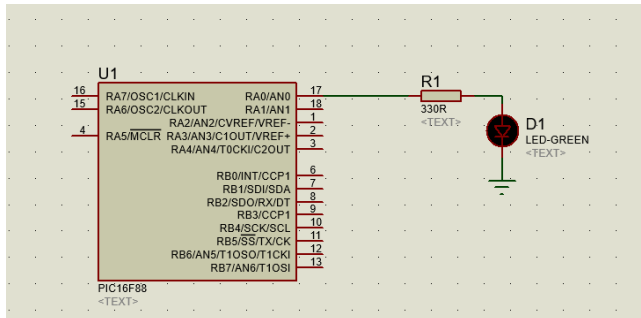 U1
16 RA7/OSC1/CLKIN RA0/AN0 17
15 RA6/OSC2/CLKOUT RA1/AN1 18
RA2/AN2/CVREF/VREF- 1
4 RA5/MCLR RA3/AN3/C1OUT/VREF+ 2
RA4/AN4/T0CKI/C2OUT 3
RB0/INT/CCP1 6
RB1/SDI/SDA 7
RB2/SDO/RX/DT 8
RB3/CCP1 9
RB4/SCK/SCL 10
RB5/SS/TX/CK 11
RB6/AN5/T1OSO/T1CKI 12
RB7/AN6/T1OSI 13
PIC16F88
<TEXT>
R1
330R
<TEXT>
D1
LED-GREEN
<TEXT>